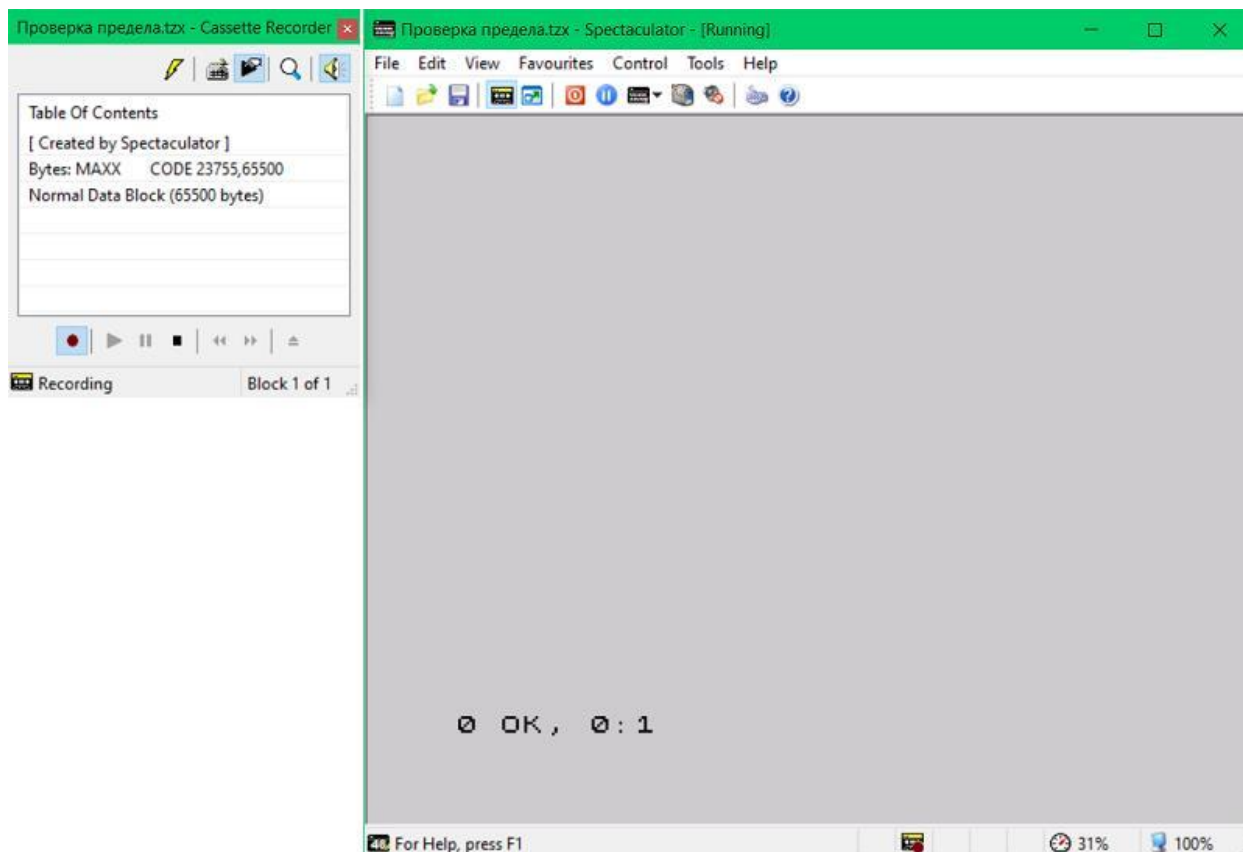 Проверка предела.tzx - Cassette Recorder
Table Of Contents
[ Created by Spectaculator ]
Bytes: MAXX CODE 23755,65500
Normal Data Block (65500 bytes)
Recording Block 1 of 1
Проверка предела.tzx - Spectaculator - [Running]
File Edit View Favourites Control Tools Help
0 OK, 0:1
48 For Help, press F1 31% 100%